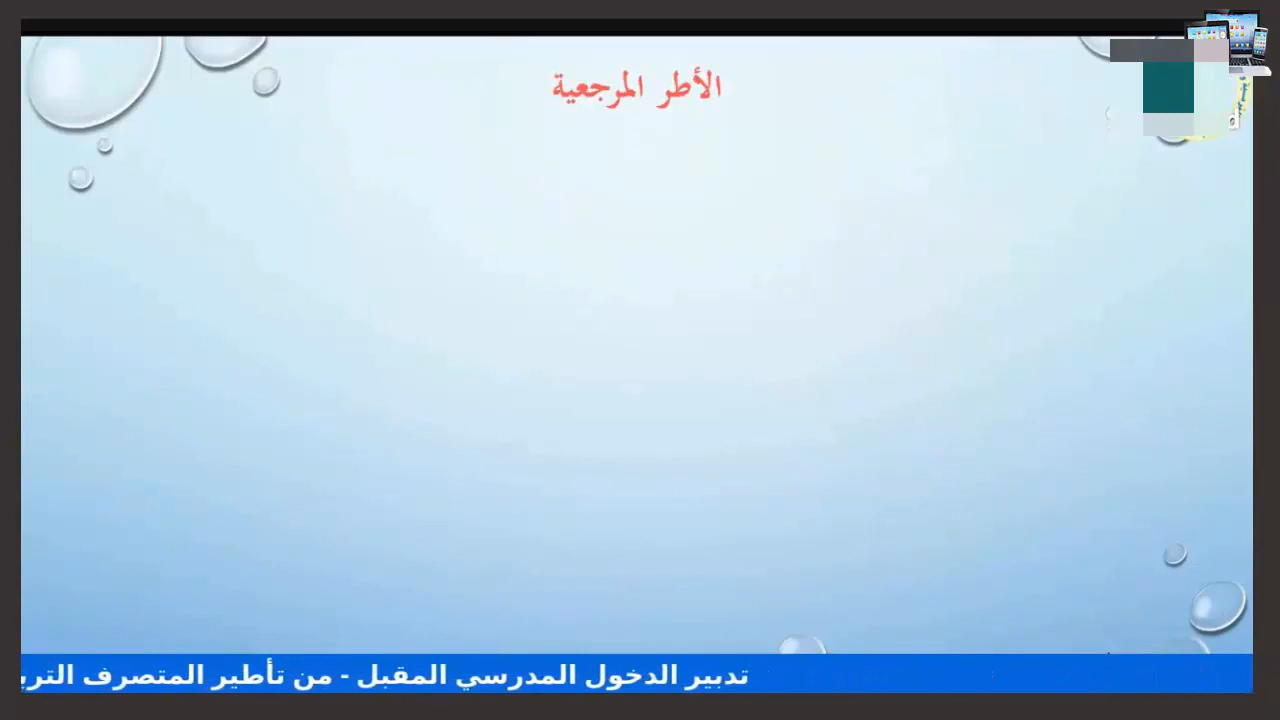 الأطر المرجعية
تدبير الدخول المدرسي المقبل - من تأطير المتصرف